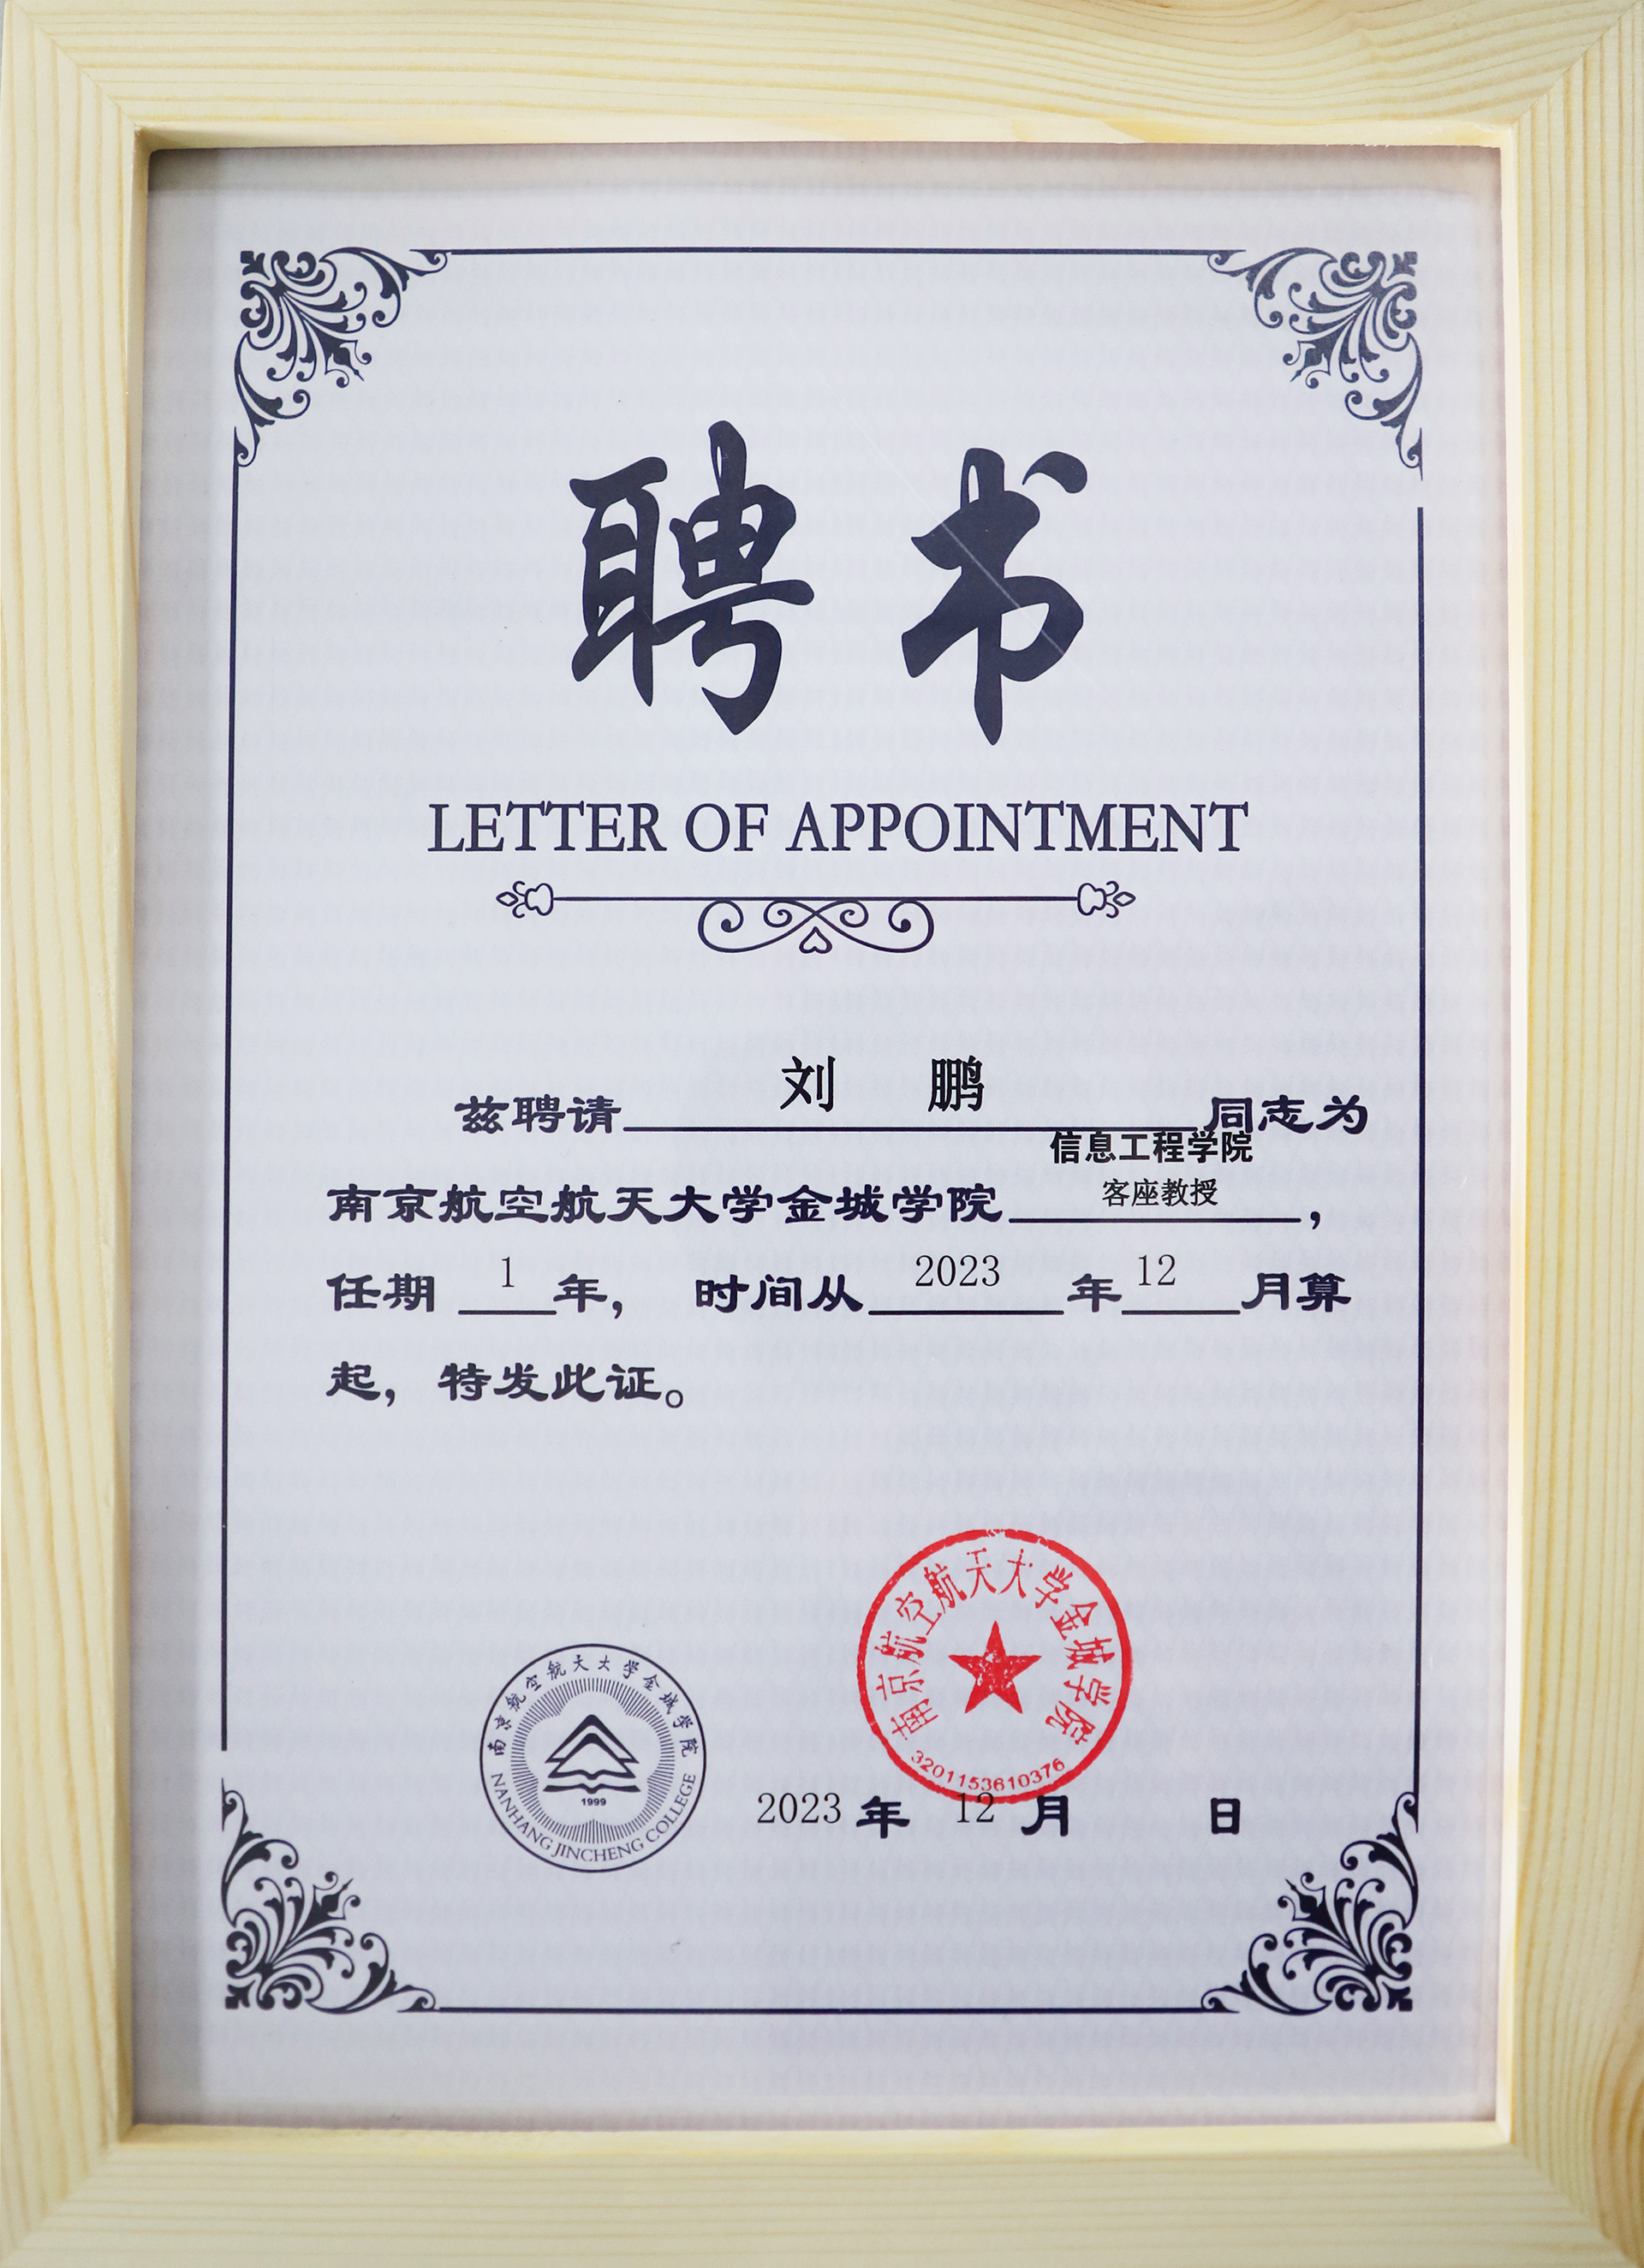 聘书
LETTER OF APPOINTMENT
兹聘请 刘 鹏 同志为
信息工程学院
南京航空航天大学金城学院 客座教授，
任期 1 年， 时间从 2023 年 12 月算
起，特发此证。
南京航空航天大学金城学院
1999
NANHANG JINCHENG COLLEGE
南京航空航天大学金城学院
3201153610376
2023 年 12 月 日